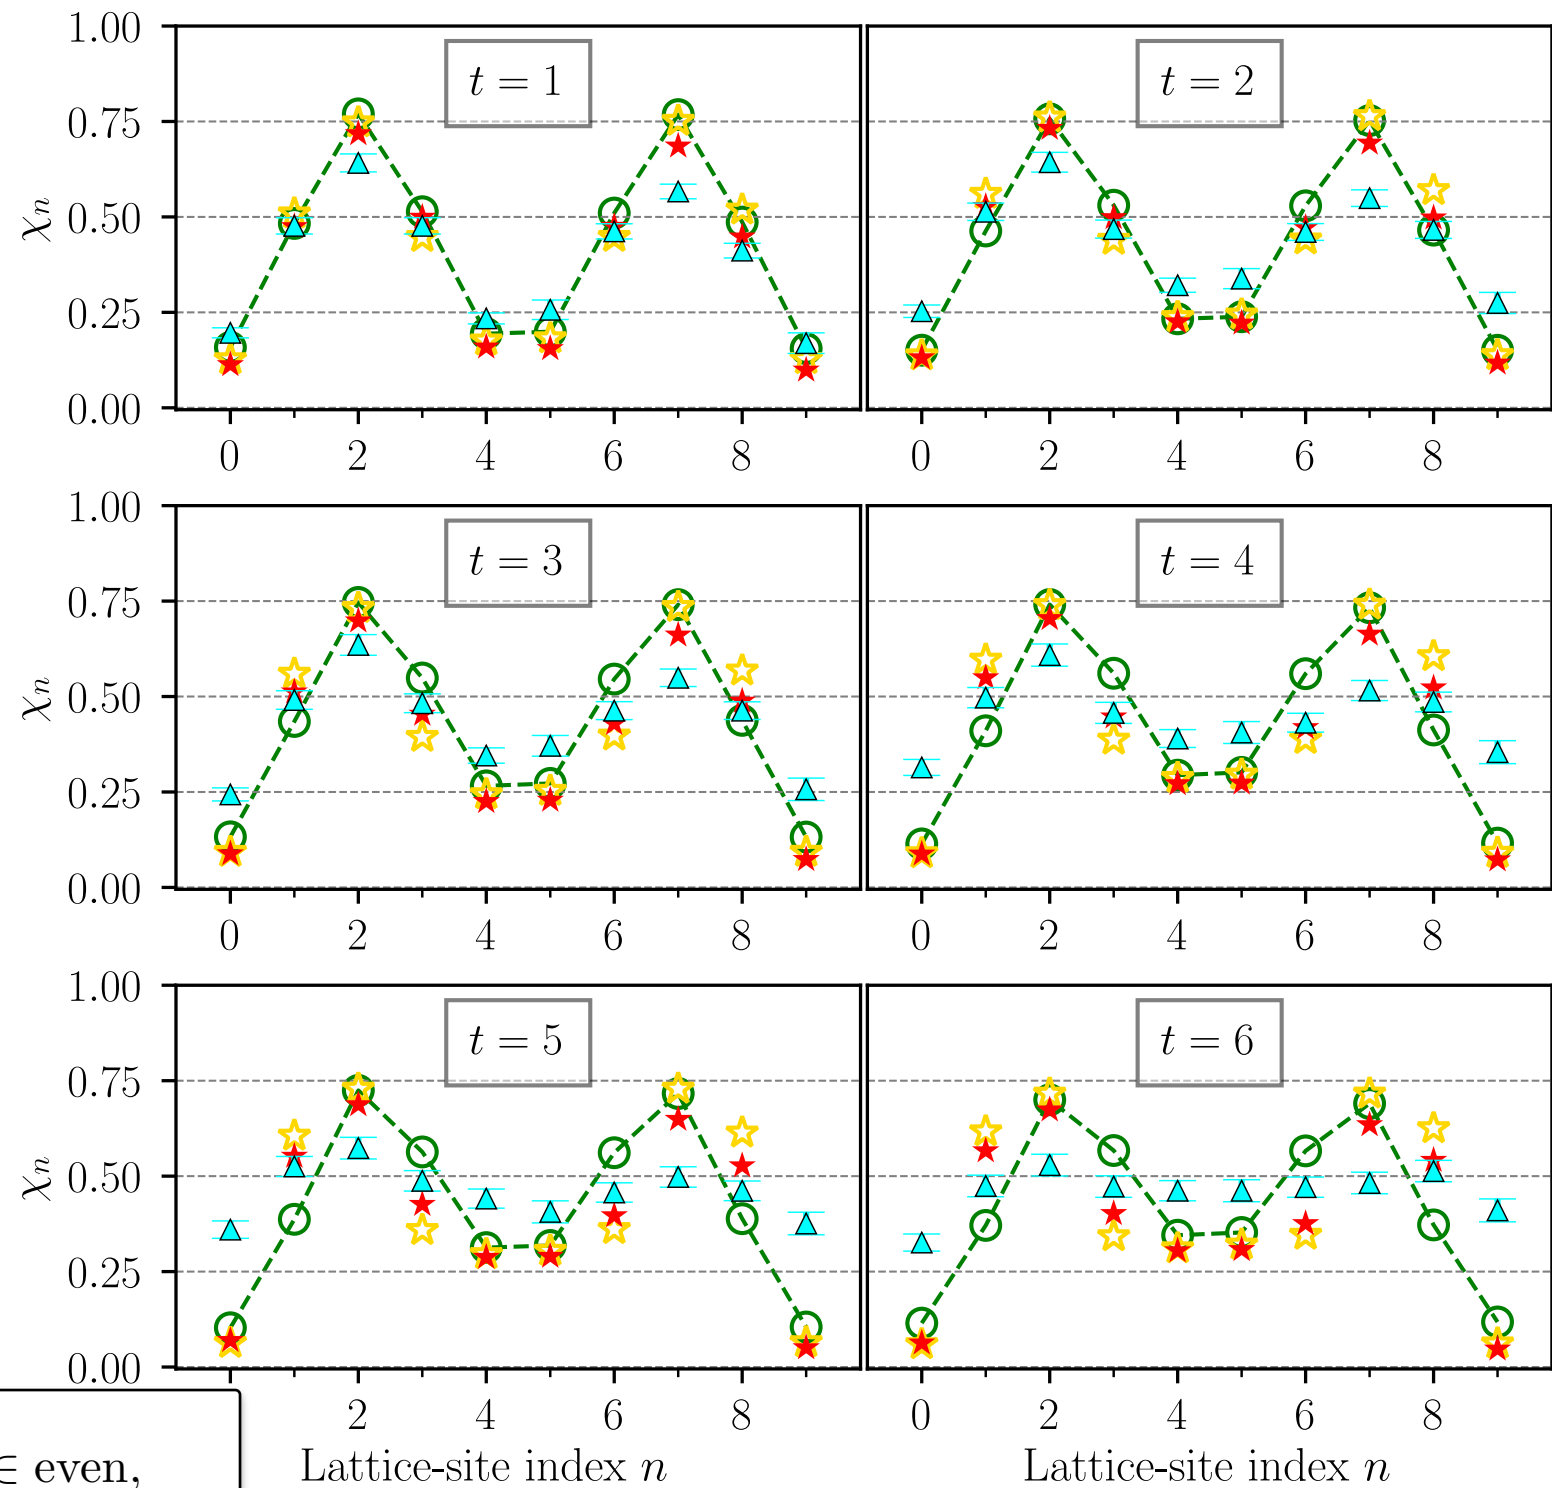 1.00
0.75
0.50
0.25
0.00
χn
t = 1
0 2 4 6 8
t = 2
0 2 4 6 8
1.00
0.75
0.50
0.25
0.00
χn
t = 3
0 2 4 6 8
t = 4
0 2 4 6 8
1.00
0.75
0.50
0.25
0.00
χn
t = 5
2 4 6 8
t = 6
0 2 4 6 8
Lattice-site index n
Lattice-site index n
∈ even,